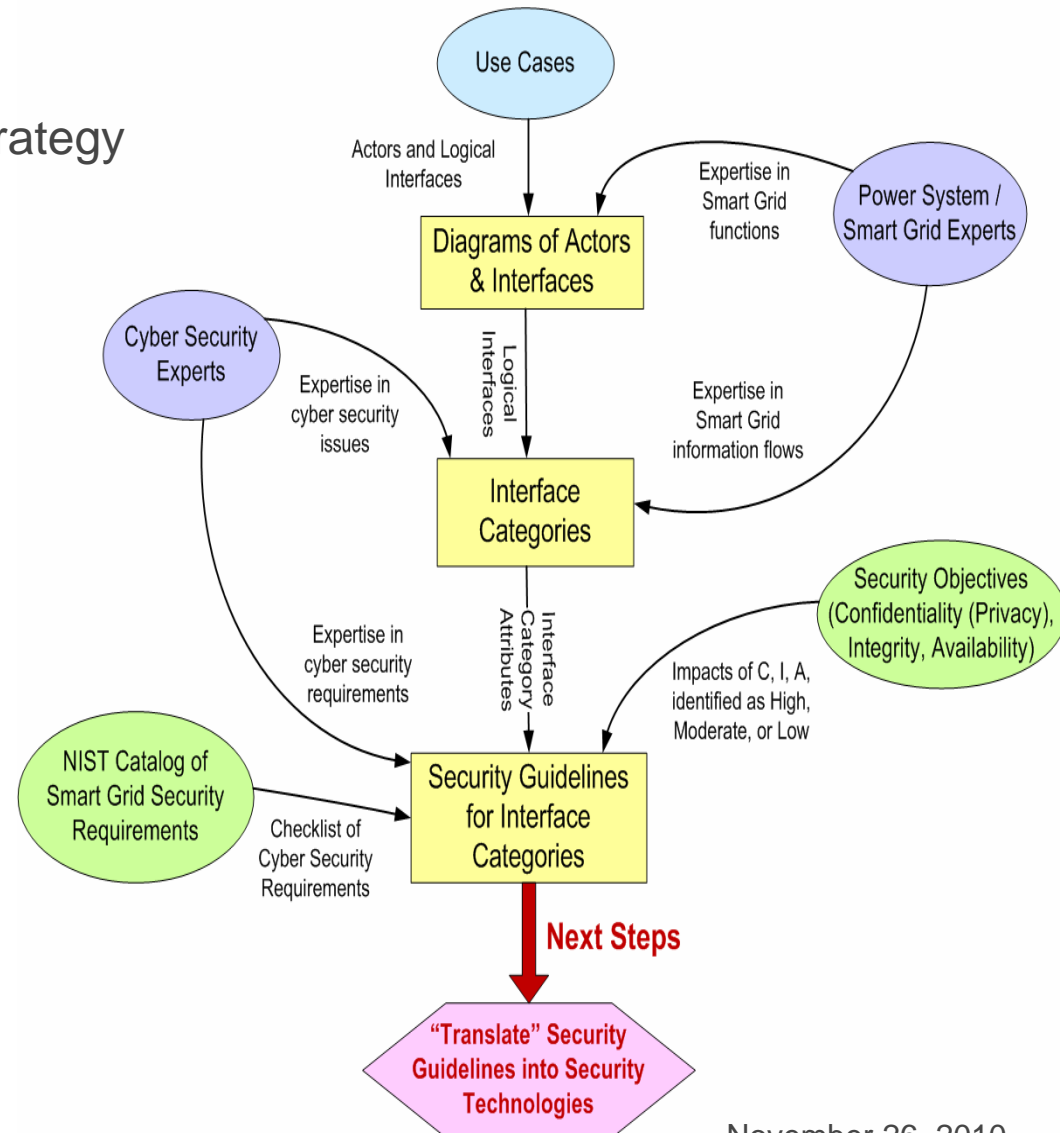 Use Cases
rategy
Actors and Logical
Interfaces
Expertise in
Smart Grid
functions
Power System /
Smart Grid Experts
Diagrams of Actors
& Interfaces
Cyber Security
Experts
Logical
Interfaces
Expertise in
cyber security
issues
Expertise in
Smart Grid
information flows
Interface
Categories
Security Objectives
(Confidentiality (Privacy),
Integrity, Availability)
Interface
Category
Attributes
Expertise in
cyber security
requirements
Impacts of C, I, A,
identified as High,
Moderate, or Low
NIST Catalog of
Smart Grid Security
Requirements
Checklist of
Cyber Security
Requirements
Security Guidelines
for Interface
Categories
Next Steps
“Translate” Security
Guidelines into Security
Technologies
November 26, 2010